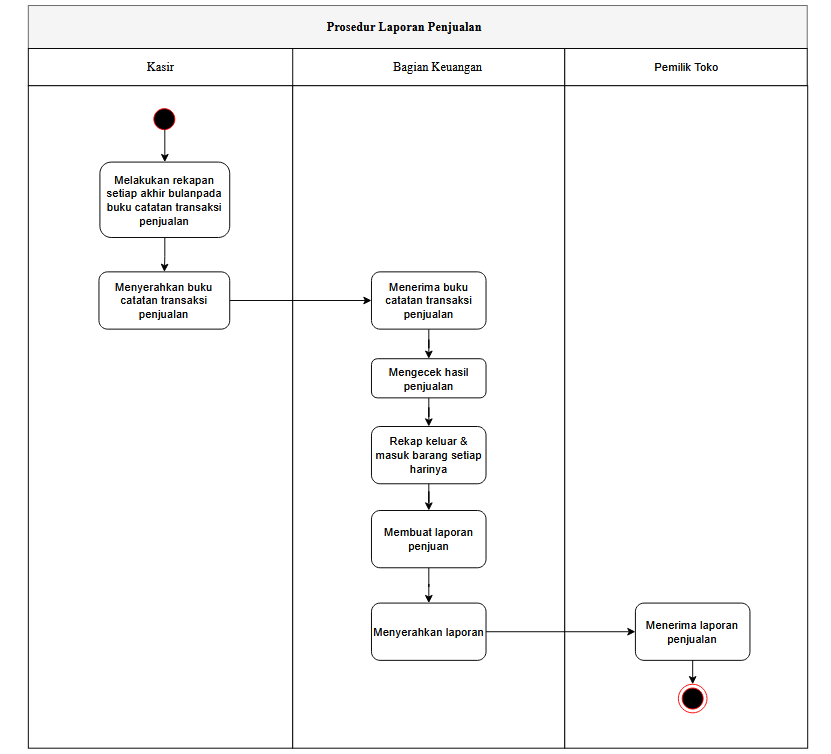 Prosedur Laporan Penjualan
Kasir
Bagian Keuangan
Pemilik Toko
Melakukan rekapan
setiap akhir bulanpada
buku catatan transaksi
penjualan
Menyerahkan buku
catatan transaksi
penjualan
Menerima buku
catatan transaksi
penjualan
Mengecek hasil
penjualan
Rekap keluar &
masuk barang setiap
harinya
Membuat laporan
penjuan
Menyerahkan laporan
Menerima laporan
penjualan